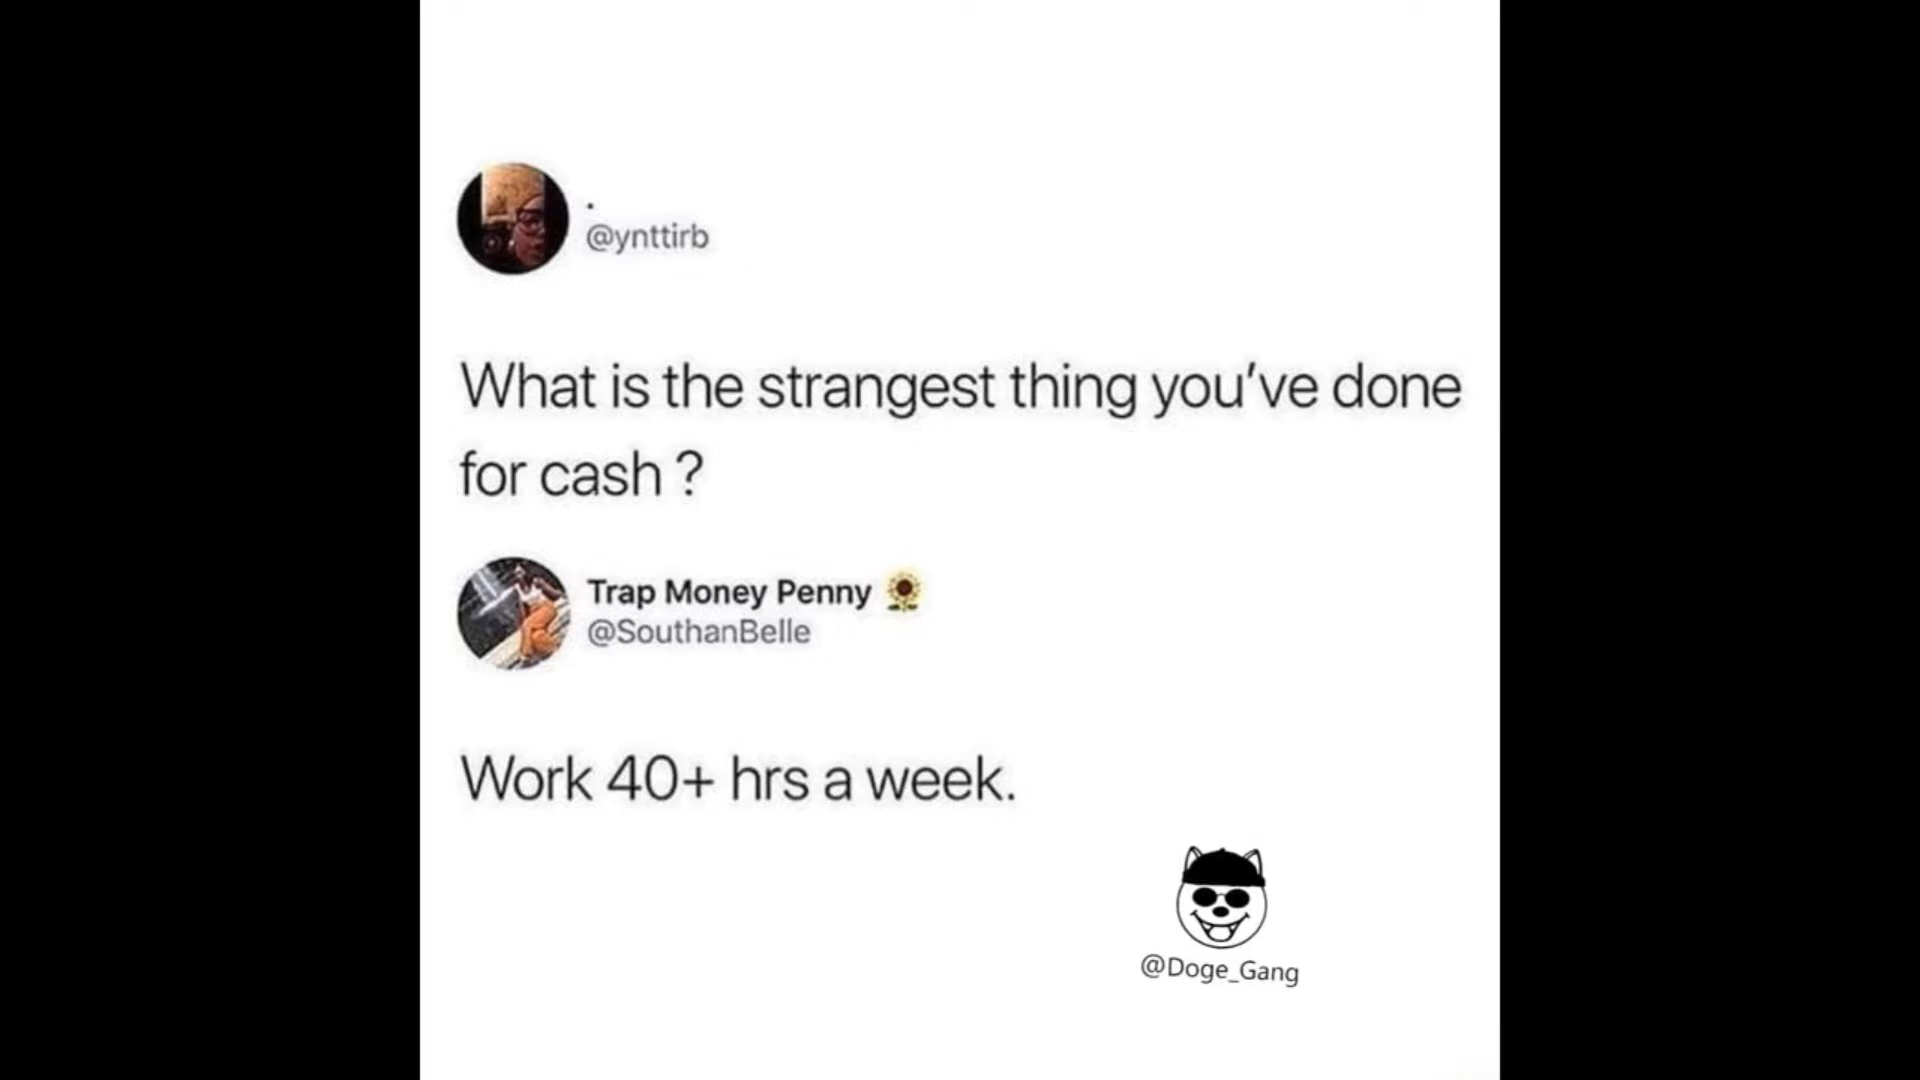 .
@ynttirb
What is the strangest thing you've done
for cash ?
Trap Money Penny 🌻
@SouthanBelle
Work 40+ hrs a week.
@Doge_Gang